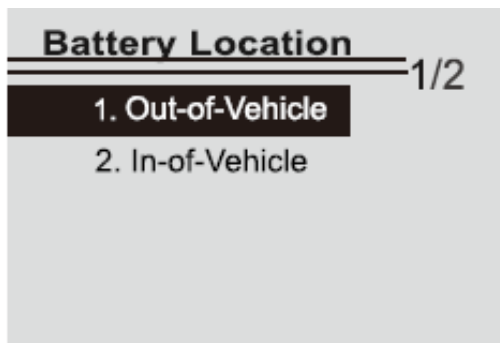 Battery Location
1/2
1. Out-of-Vehicle
2. In-of-Vehicle